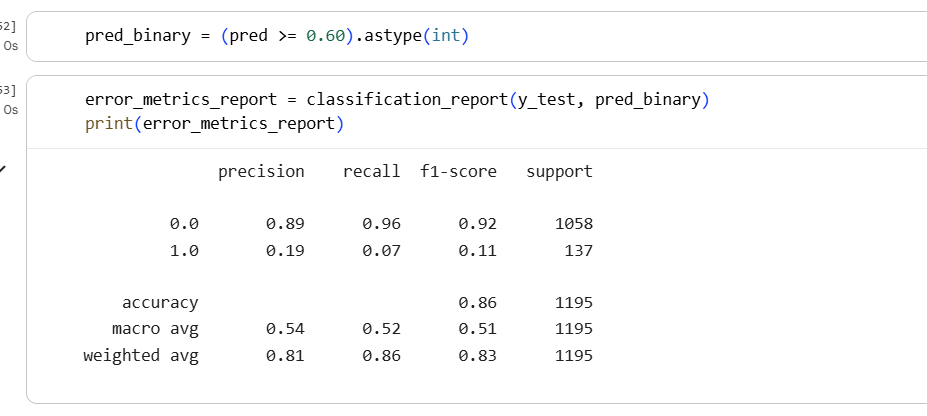 52]
0s
pred_binary = (pred >= 0.60).astype(int)
53]
0s
error_metrics_report = classification_report(y_test, pred_binary)
print(error_metrics_report)
precision recall f1-score support
0.0 0.89 0.96 0.92 1058
1.0 0.19 0.07 0.11 137
accuracy 0.86 1195
macro avg 0.54 0.52 0.51 1195
weighted avg 0.81 0.86 0.83 1195